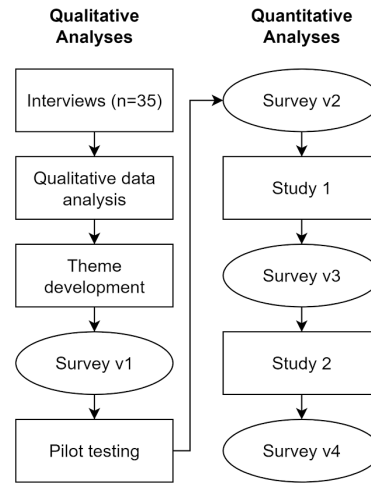 Qualitative
Analyses
Interviews (n=35)
Qualitative data
analysis
Theme
development
Survey v1
Pilot testing
Quantitative
Analyses
Survey v2
Study 1
Survey v3
Study 2
Survey v4